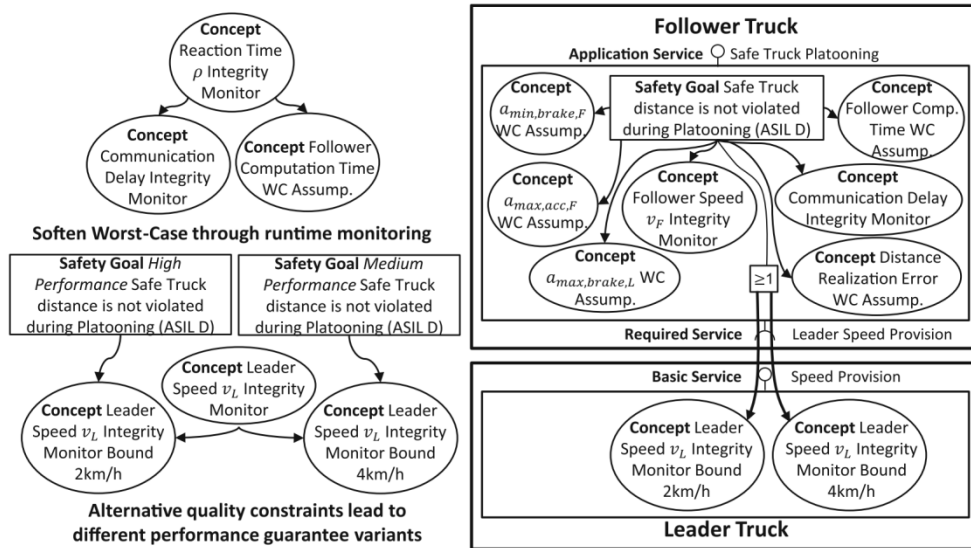 Concept
Reaction Time
ρ Integrity
Monitor
Concept
Communication
Delay Integrity
Monitor
Concept Follower
Computation Time
WC Assump.
Soften Worst-Case through runtime monitoring
Safety Goal High
Performance Safe Truck
distance is not violated
during Platooning (ASIL D)
Safety Goal Medium
Performance Safe Truck
distance is not violated
during Platooning (ASIL D)
Concept Leader
Speed v_L Integrity
Monitor
Concept Leader
Speed v_L Integrity
Monitor Bound
2km/h
Concept Leader
Speed v_L Integrity
Monitor Bound
4km/h
Alternative quality constraints lead to
different performance guarantee variants
Follower Truck
Application Service Safe Truck Platooning
Safety Goal Safe Truck
distance is not violated
during Platooning (ASIL D)
Concept
a_min,brake,F
WC Assump.
Concept
Follower Comp.
Time WC
Assump.
Concept
a_max,acc,F
WC Assump.
Concept
Follower Speed
v_F Integrity
Monitor
Concept
Communication Delay
Integrity Monitor
Concept
a_max,brake,L WC
Assump.
≥1
Concept Distance
Realization Error
WC Assump.
Required Service Leader Speed Provision
Basic Service Speed Provision
Concept Leader
Speed v_L Integrity
Monitor Bound
2km/h
Concept Leader
Speed v_L Integrity
Monitor Bound
4km/h
Leader Truck